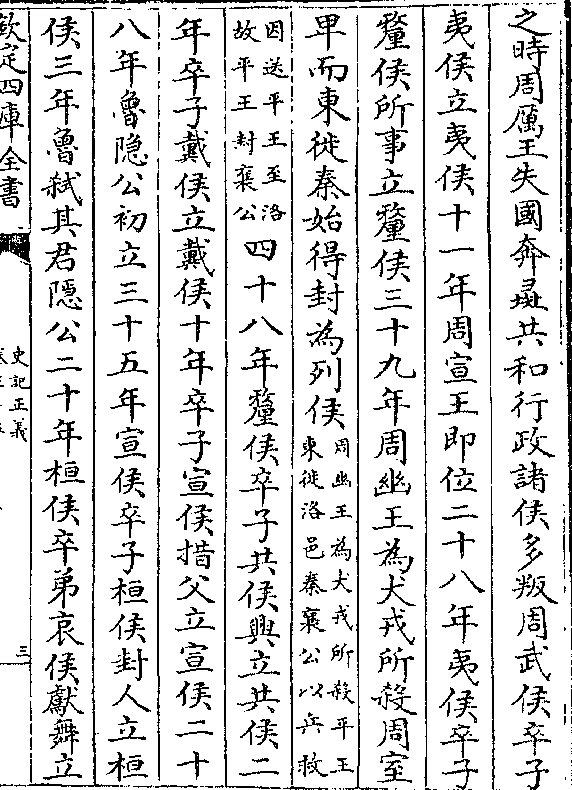 之時周厲王失國奔彘共和行政諸侯多叛周武侯卒子
夷侯立夷侯十一年周宣王即位二十八年夷侯卒子
釐侯所事立釐侯三十九年周幽王為犬戎所殺周室
卑而東徙秦始得封為列侯周幽王為犬戎所殺平王東徙洛邑秦襄公以兵救
因送平王至洛故平王封襄公四十八年釐侯卒子共侯興立共侯二
年卒子戴侯立戴侯十年卒子宣侯措父立宣侯二十
八年魯隱公初立三十五年宣侯卒子桓侯封人立桓
侯三年魯弒其君隱公二十年桓侯卒弟哀侯獻舞立
欽定四庫全書
史記正義
三